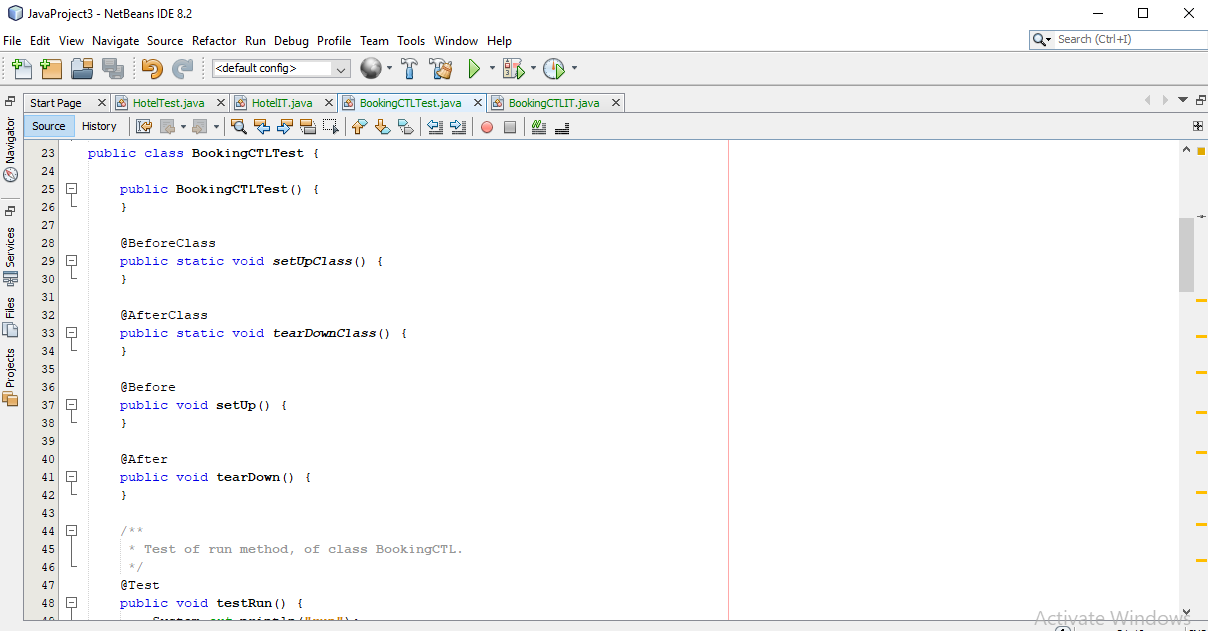 JavaProject3 - NetBeans IDE 8.2
File Edit View Navigate Source Refactor Run Debug Profile Team Tools Window Help
Search (Ctrl+I)
<default config>
Start Page HotelTest.java HotelIT.java BookingCTLTest.java BookingCTLIT.java
Source History
Navigator
Services
Files
Projects
23 public class BookingCTLTest {
24
25 public BookingCTLTest() {
26 }
27
28 @BeforeClass
29 public static void setUpClass() {
30 }
31
32 @AfterClass
33 public static void tearDownClass() {
34 }
35
36 @Before
37 public void setUp() {
38 }
39
40 @After
41 public void tearDown() {
42 }
43
44 /**
45 * Test of run method, of class BookingCTL.
46 */
47 @Test
48 public void testRun() {
Activate Windows